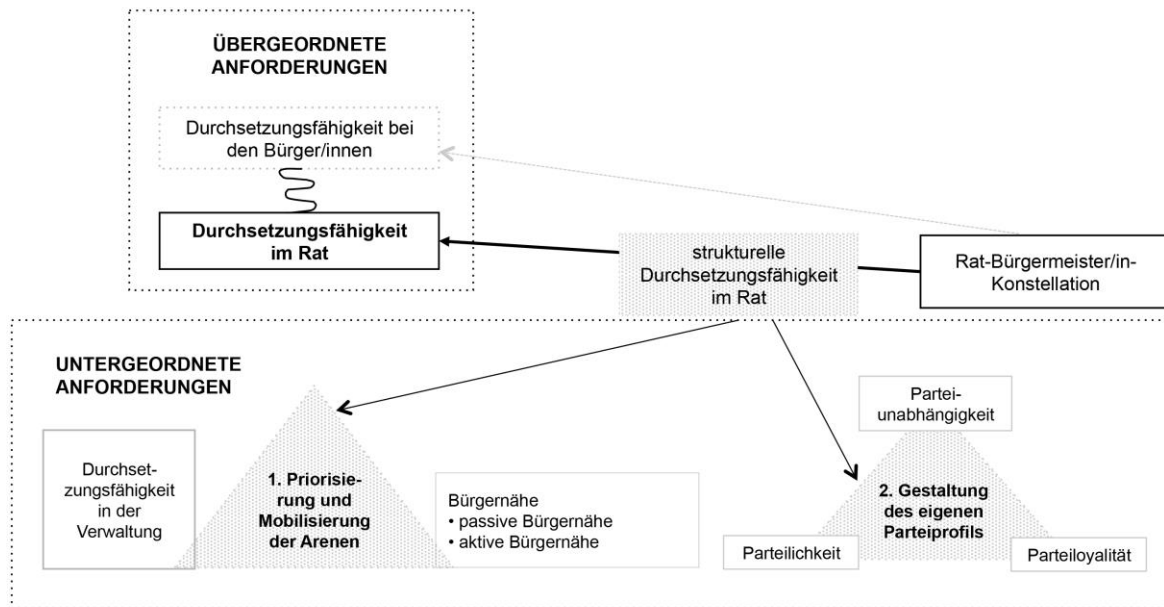 ÜBERGEORDNETE
ANFORDERUNGEN
Durchsetzungsfähigkeit bei
den Bürger/innen
Durchsetzungsfähigkeit
im Rat
strukturelle
Durchsetzungsfähigkeit
im Rat
Rat-Bürgermeister/in-
Konstellation
UNTERGEORDNETE
ANFORDERUNGEN
Durchset-
zungsfähigkeit
in der
Verwaltung
1. Priorisie-
rung und
Mobilisierung
der Arenen
Bürgernähe
• passive Bürgernähe
• aktive Bürgernähe
Partei-
unabhängigkeit
2. Gestaltung
des eigenen
Parteiprofils
Parteilichkeit
Parteiloyalität